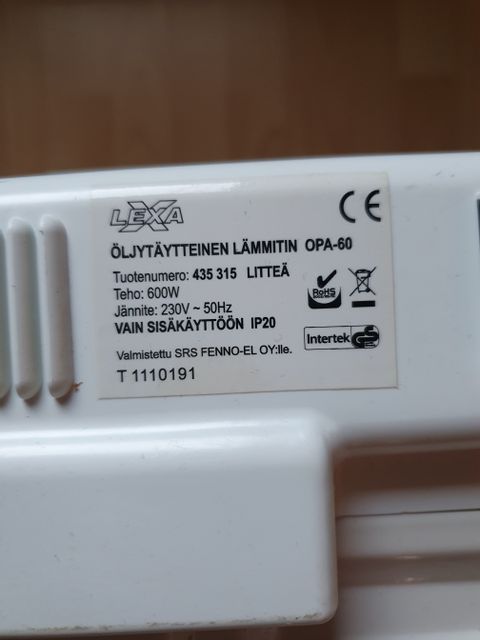 LEXA
CE
ÖLJYTÄYTTEINEN LÄMMITIN OPA-60
Tuotenumero: 435 315 LITTEÄ
Teho: 600W
Jännite: 230V ~ 50Hz
VAIN SISÄKÄYTTÖÖN IP20
RoHS
Intertek
GS
Valmistettu SRS FENNO-EL OY:lle.
T 1110191